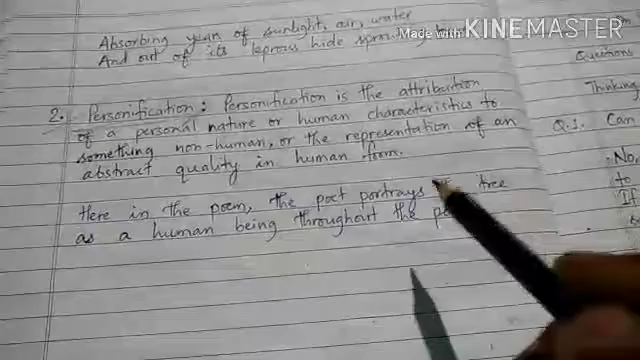 Absorbing years of sunlight, air, water
And out of its leprous hide sprouting
Made with KINEMASTER
2. Personification: Personification is the attribution
of a personal nature or human characteristics to
something non-human, or the representation of an
abstract quality in human form.
Here in the poem, the poet portrays tree
as a human being throughout the
Questions
Thinking
Q.1. Can
No,
to
If